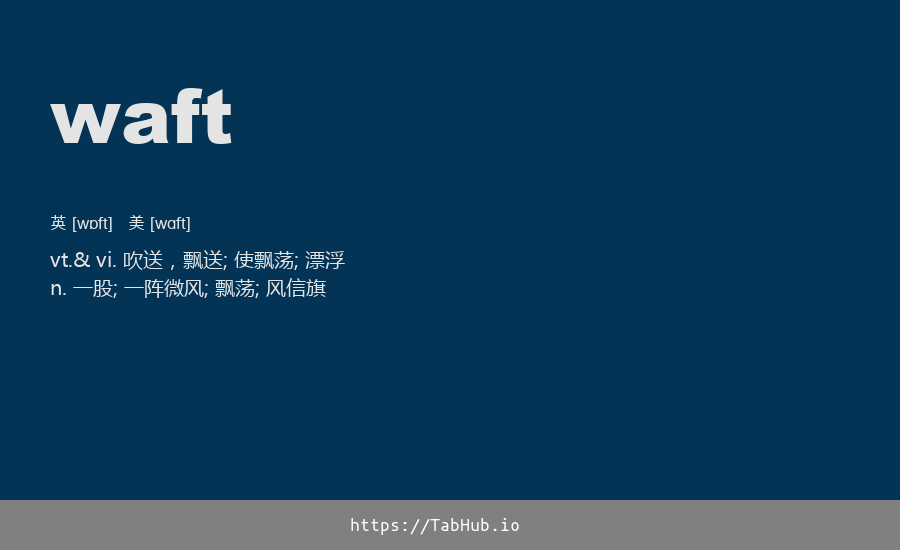 waft
英 [wɒft] 美 [wɑft]
vt.& vi. 吹送，飘送; 使飘荡; 漂浮
n. 一股; 一阵微风; 飘荡; 风信旗
https://TabHub.io